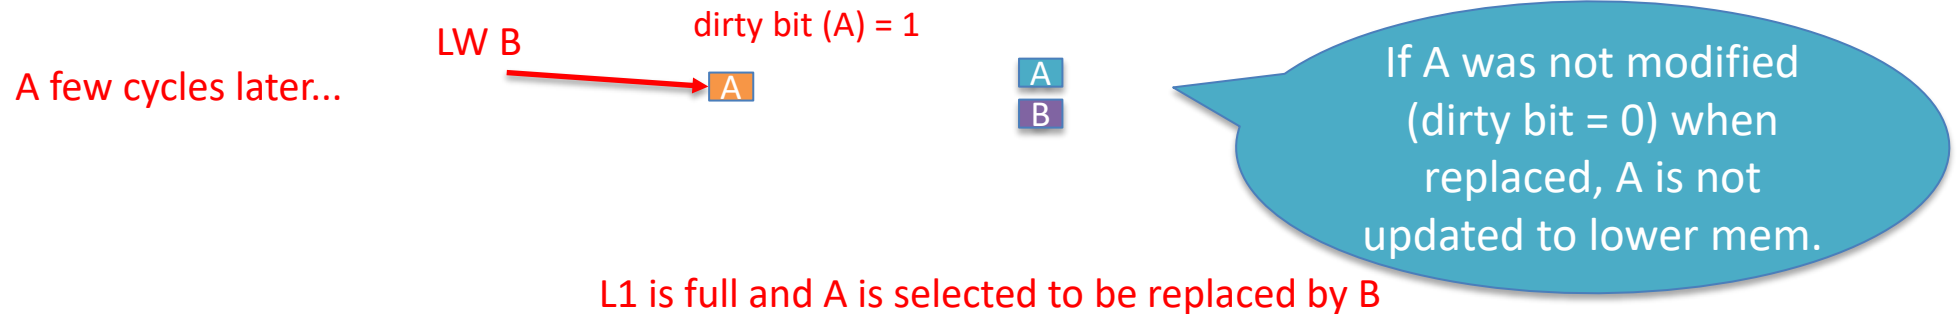 A few cycles later...
LW B
dirty bit (A) = 1
A
A
B
If A was not modified
(dirty bit = 0) when
replaced, A is not
updated to lower mem.
L1 is full and A is selected to be replaced by B